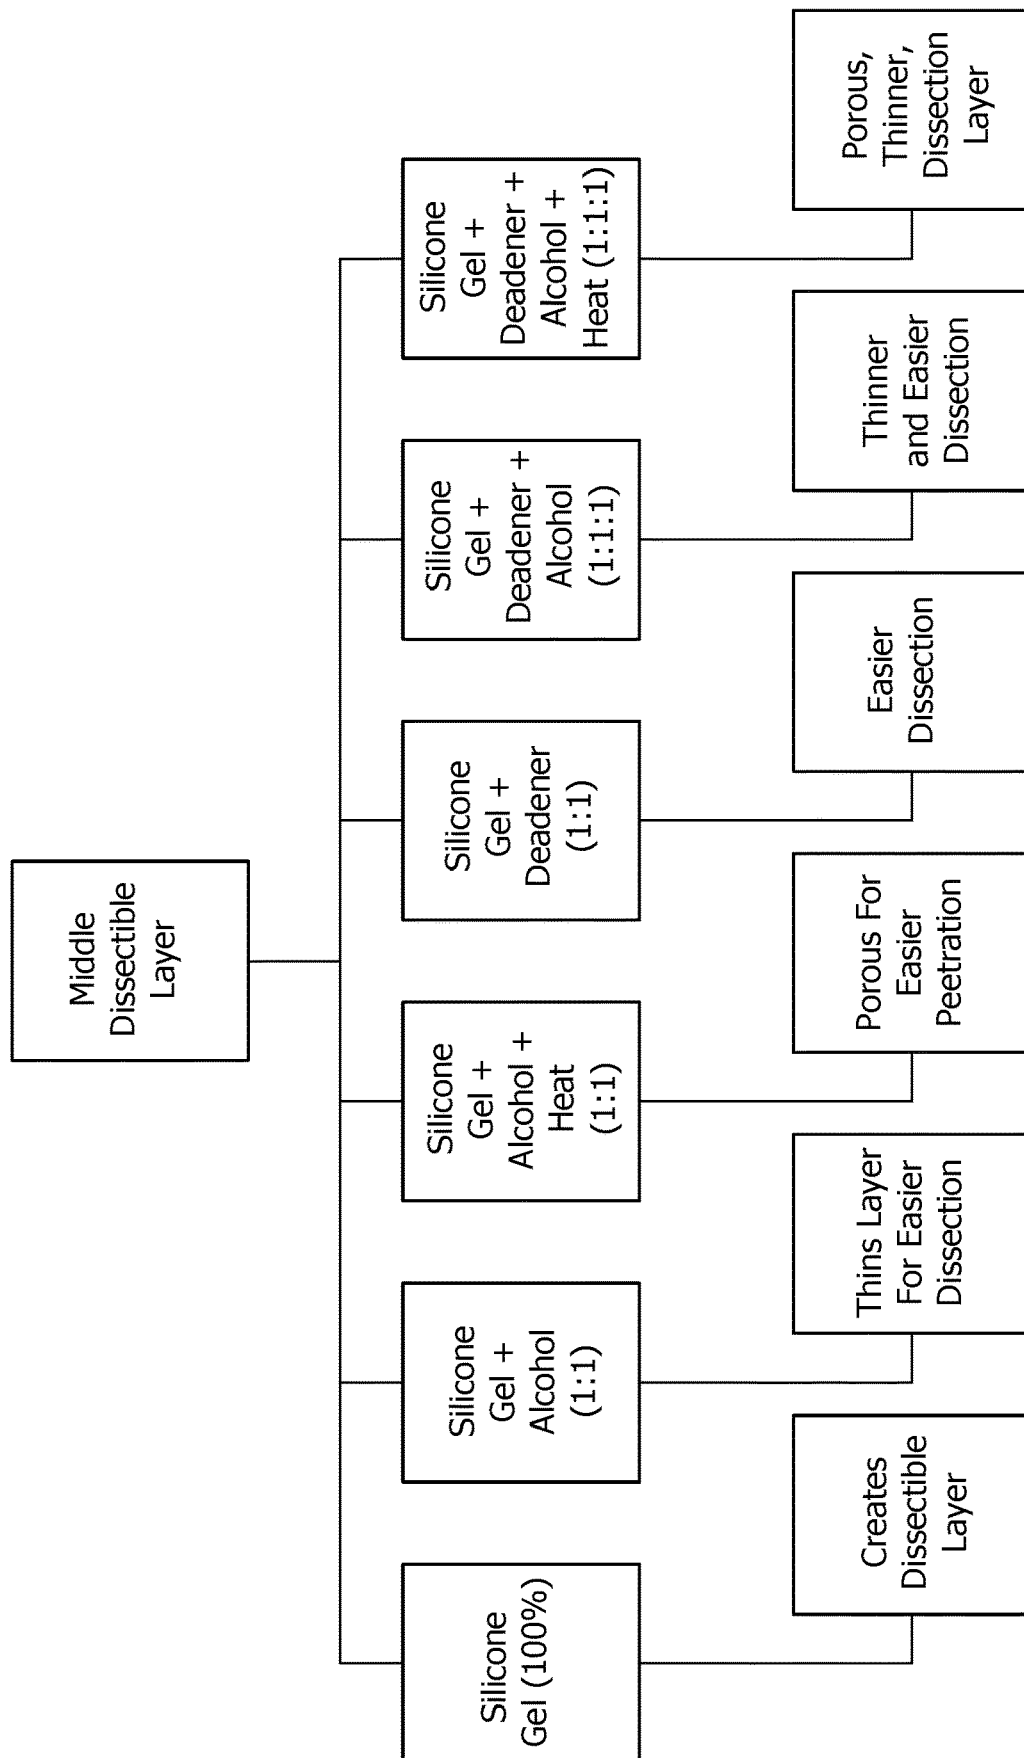 Middle
Dissectible
Layer
Silicone
Gel (100%)
Silicone
Gel +
Alcohol
(1:1)
Silicone
Gel +
Alcohol +
Heat
(1:1)
Silicone
Gel +
Deadener
(1:1)
Silicone
Gel +
Deadener +
Alcohol
(1:1:1)
Silicone
Gel +
Deadener +
Alcohol +
Heat (1:1:1)
Creates
Dissectible
Layer
Thins Layer
For Easier
Dissection
Porous For
Easier
Peetration
Easier
Dissection
Thinner
and Easier
Dissection
Porous,
Thinner,
Dissection
Layer